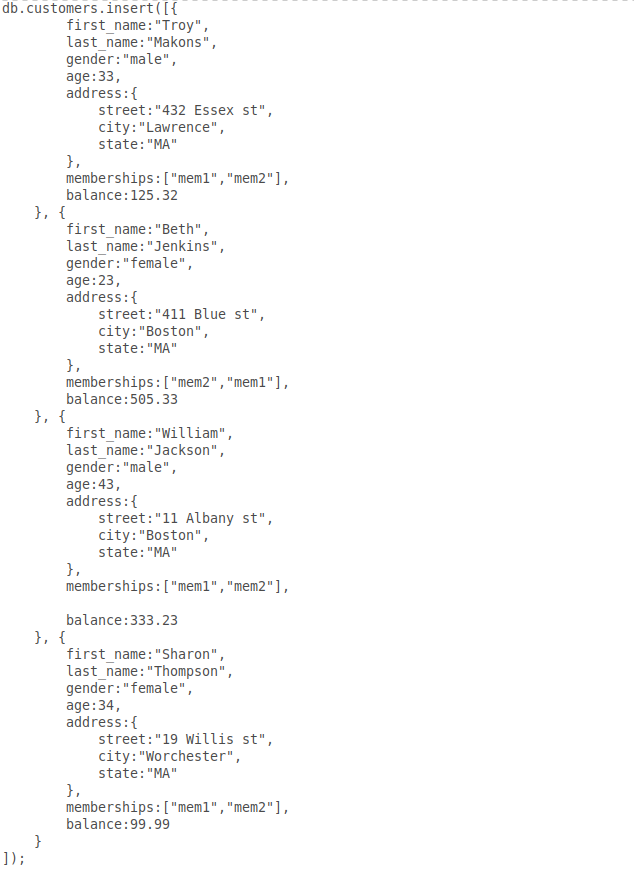 db.customers.insert([{
        first_name:"Troy",
        last_name:"Makons",
        gender:"male",
        age:33,
        address:{
            street:"432 Essex st",
            city:"Lawrence",
            state:"MA"
        },
        memberships:["mem1","mem2"],
        balance:125.32
    }, {
        first_name:"Beth",
        last_name:"Jenkins",
        gender:"female",
        age:23,
        address:{
            street:"411 Blue st",
            city:"Boston",
            state:"MA"
        },
        memberships:["mem2","mem1"],
        balance:505.33
    }, {
        first_name:"William",
        last_name:"Jackson",
        gender:"male",
        age:43,
        address:{
            street:"11 Albany st",
            city:"Boston",
            state:"MA"
        },
        memberships:["mem1","mem2"],

        balance:333.23
    }, {
        first_name:"Sharon",
        last_name:"Thompson",
        gender:"female",
        age:34,
        address:{
            street:"19 Willis st",
            city:"Worchester",
            state:"MA"
        },
        memberships:["mem1","mem2"],
        balance:99.99
    }
]);